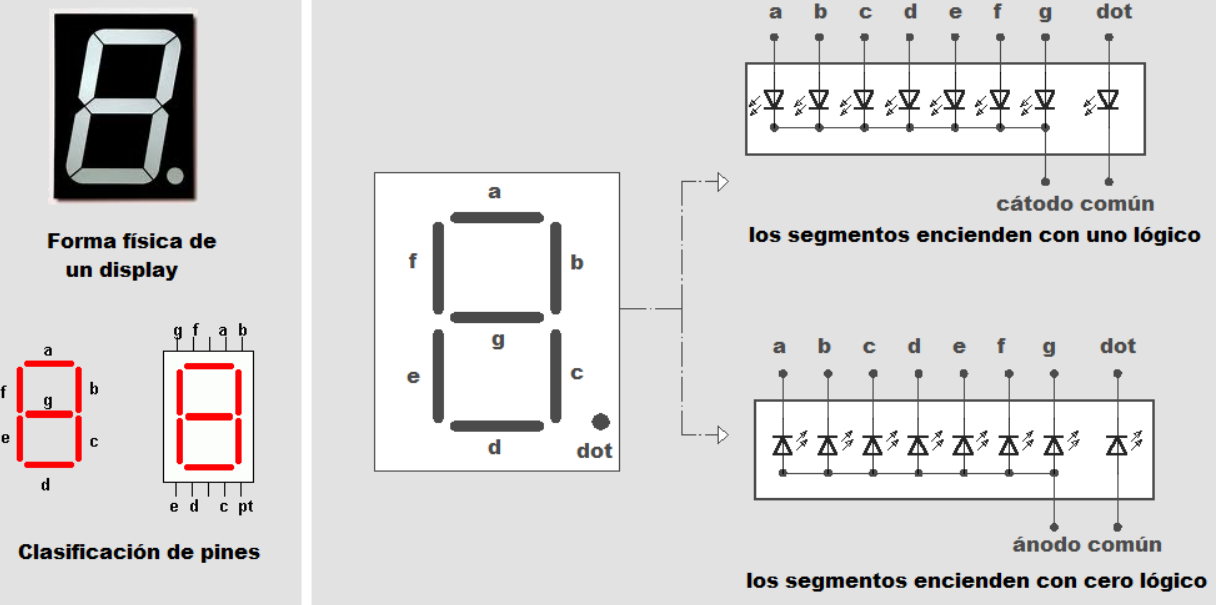 Forma física de
un display
a
f
b
g
e
c
d
g f a b
e d c pt
Clasificación de pines
a
f
b
g
e
c
d
dot
a b c d e f g dot
cátodo común
los segmentos encienden con uno lógico
a b c d e f g dot
ánodo común
los segmentos encienden con cero lógico